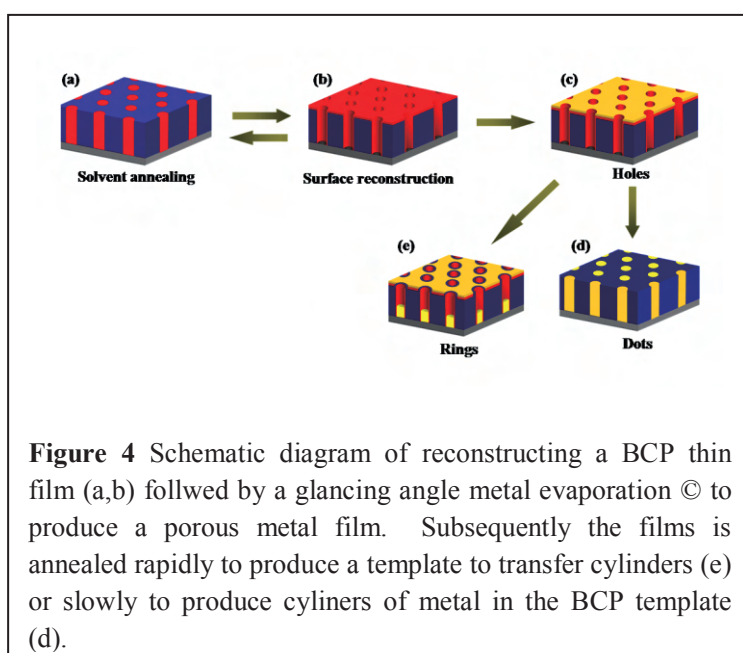 (a)
(b)
(c)
Solvent annealing
Surface reconstruction
Holes
(e)
(d)
Rings
Dots
Figure 4 Schematic diagram of reconstructing a BCP thin
film (a,b) follwed by a glancing angle metal evaporation © to
produce a porous metal film. Subsequently the films is
annealed rapidly to produce a template to transfer cylinders (e)
or slowly to produce cyliners of metal in the BCP template
(d).